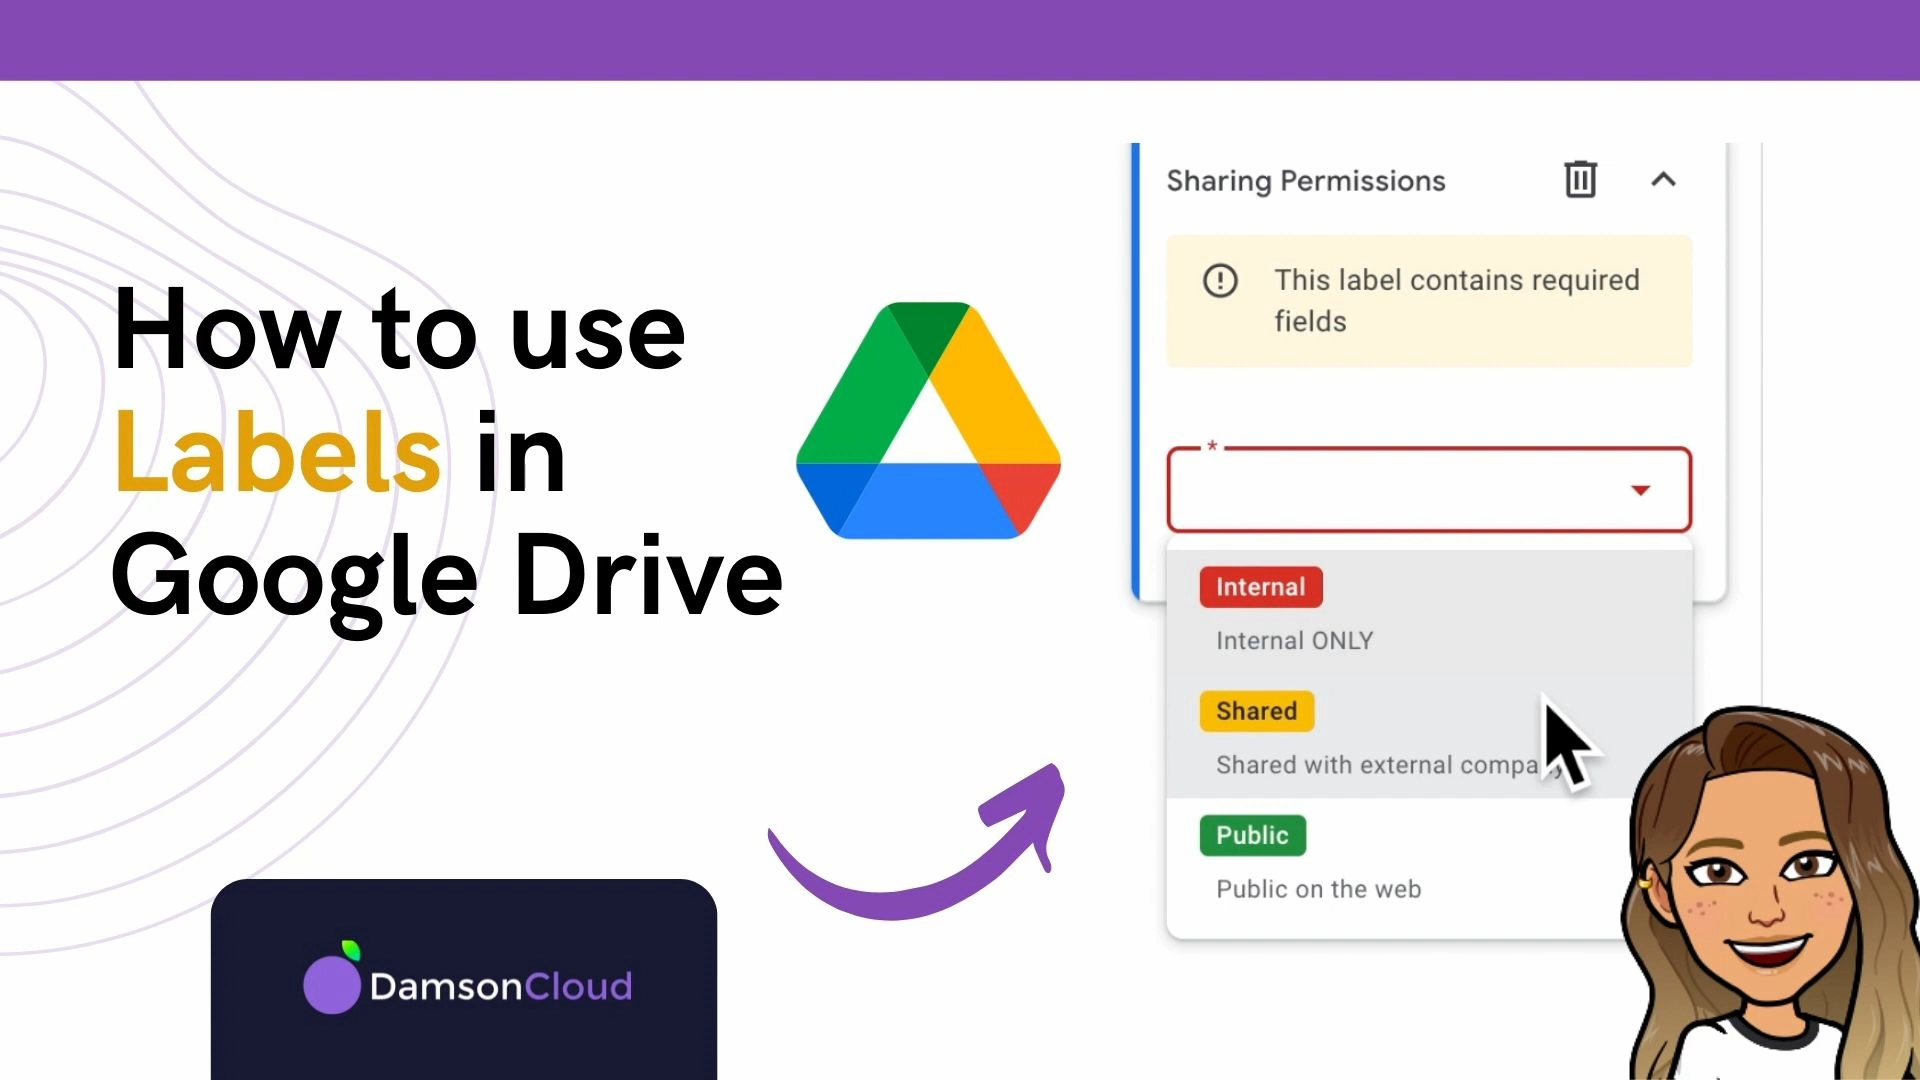 How to use
Labels in
Google Drive
DamsonCloud
Sharing Permissions
This label contains required
fields
*
Internal
Internal ONLY
Shared
Shared with external
Public
Public on the web